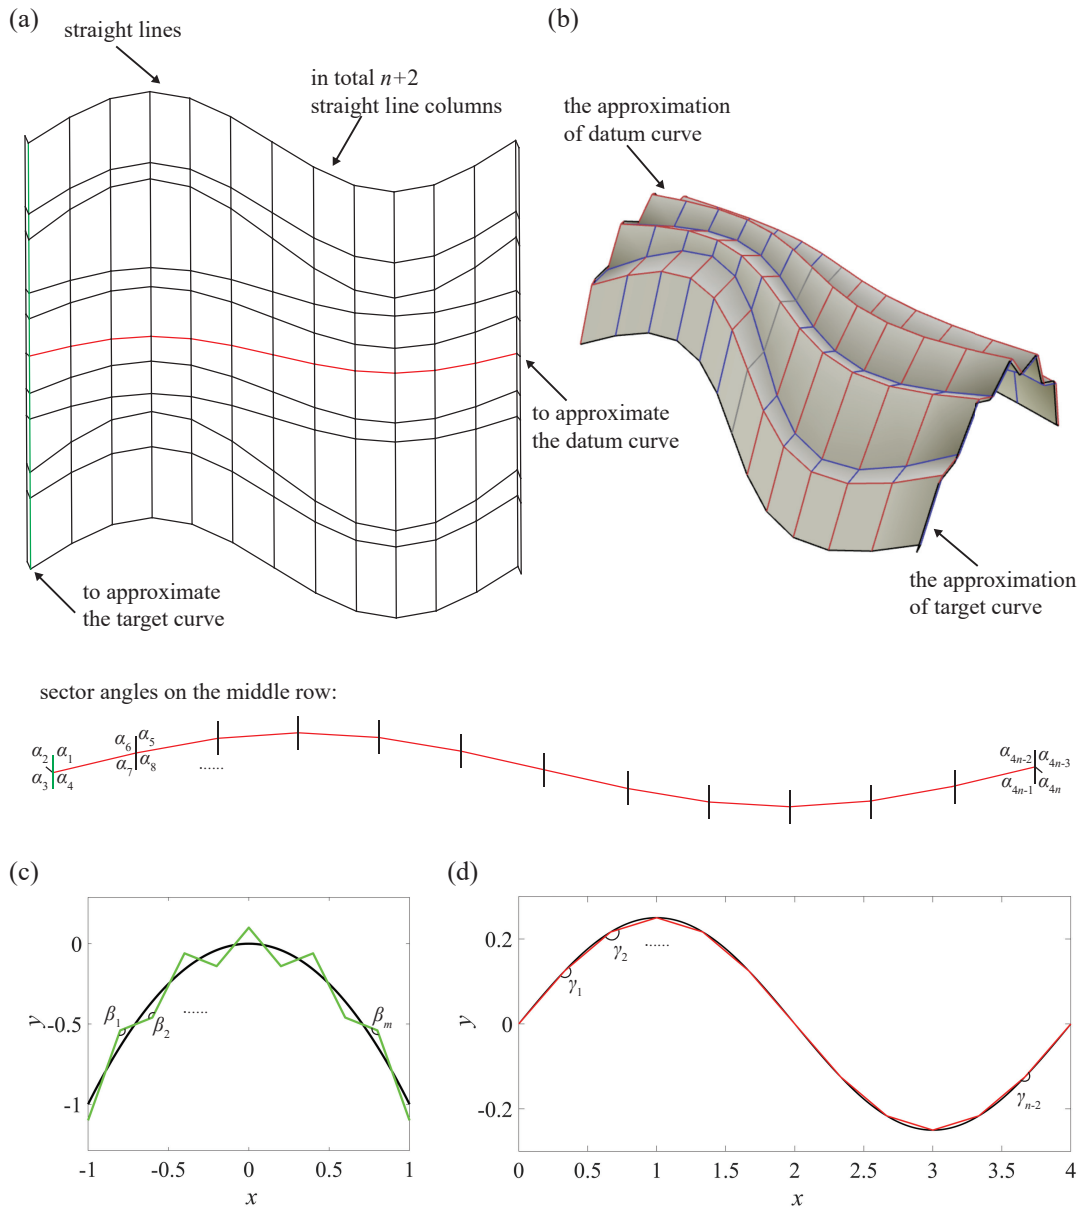 (a)
straight lines
in total n+2
straight line columns
to approximate
the datum curve
to approximate
the target curve
(b)
the approximation
of datum curve
the approximation
of target curve
sector angles on the middle row:
α2 α1
α3 α4
α6 α5
α7 α8
......
α4n-2 α4n-3
α4n-1 α4n
(c)
0
-0.5
-1
y
β1
β2
......
βm
-1 -0.5 0 0.5 1
x
(d)
0.2
0
-0.2
y
γ1
γ2
......
γn-2
0 0.5 1 1.5 2 2.5 3 3.5 4
x